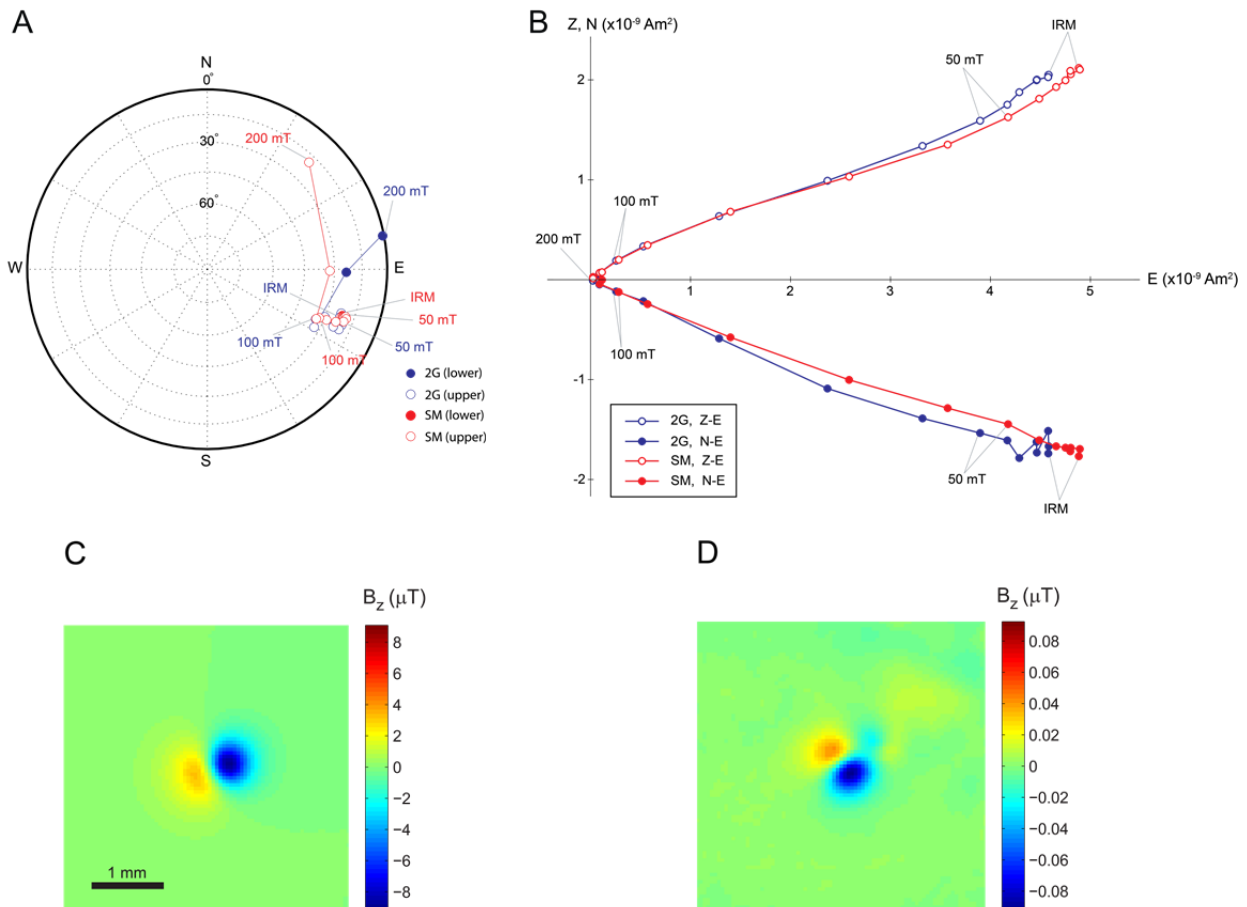 A
N
0°
30°
60°
W
E
S
200 mT
200 mT
IRM
IRM
50 mT
100 mT
100 mT
50 mT
2G (lower)
2G (upper)
SM (lower)
SM (upper)
B
Z, N (x10⁻⁹ Am²)
IRM
50 mT
2
1
100 mT
200 mT
1
2
3
4
5
E (x10⁻⁹ Am²)
100 mT
-1
50 mT
-2
IRM
2G, Z-E
2G, N-E
SM, Z-E
SM, N-E
C
B_z (μT)
8
6
4
2
0
−2
−4
−6
−8
1 mm
D
B_z (μT)
0.08
0.06
0.04
0.02
0
−0.02
−0.04
−0.06
−0.08